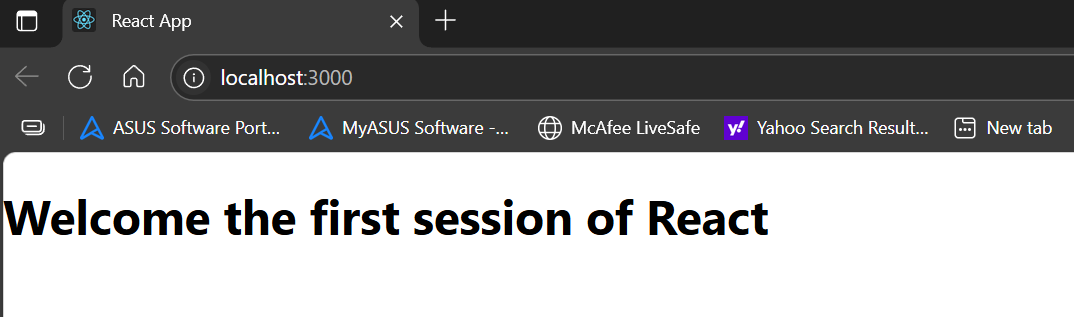 React App
localhost:3000
ASUS Software Port... MyASUS Software -... McAfee LiveSafe Yahoo Search Result... New tab
Welcome the first session of React